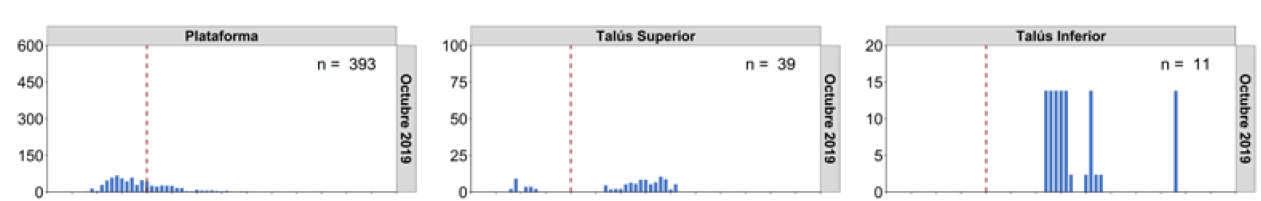 Plataforma
600
450
300
150
0
n = 393
Octubre 2019
Talús Superior
100
75
50
25
0
n = 39
Octubre 2019
Talús Inferior
20
15
10
5
0
n = 11
Octubre 2019